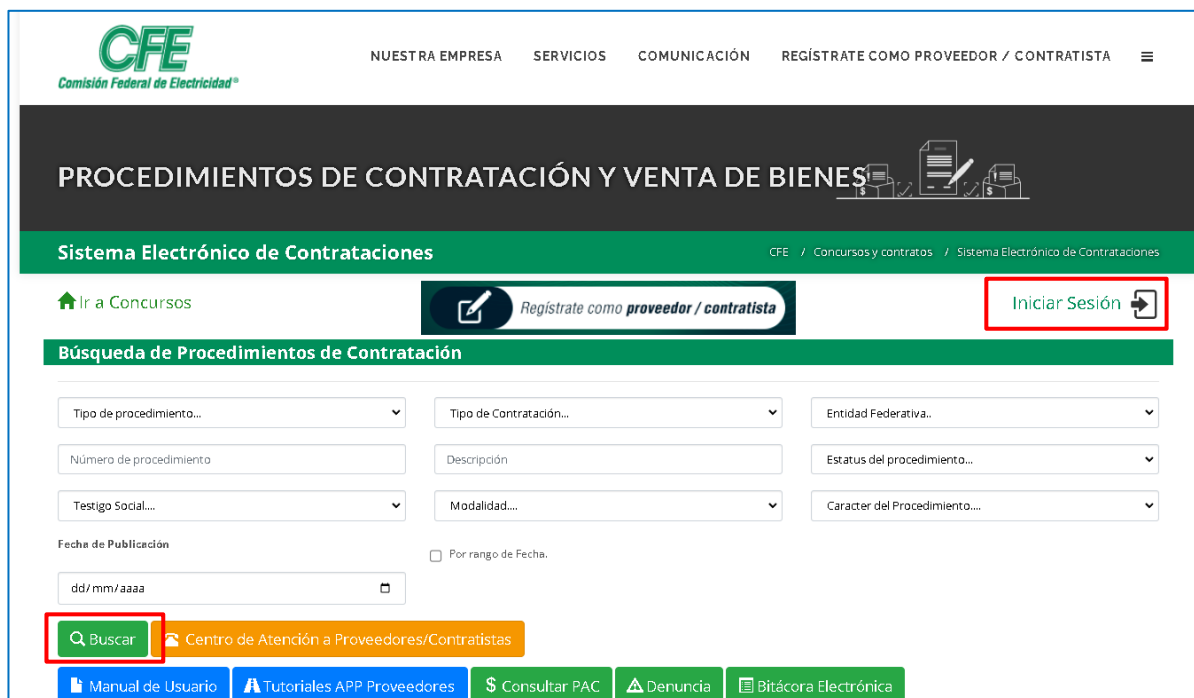 CFE
Comisión Federal de Electricidad®
NUESTRA EMPRESA SERVICIOS COMUNICACIÓN REGÍSTRATE COMO PROVEEDOR / CONTRATISTA
PROCEDIMIENTOS DE CONTRATACIÓN Y VENTA DE BIENES
Sistema Electrónico de Contrataciones CFE / Concursos y contratos / Sistema Electrónico de Contrataciones
Ir a Concursos Regístrate como proveedor / contratista Iniciar Sesión
Búsqueda de Procedimientos de Contratación
Tipo de procedimiento... Tipo de Contratación... Entidad Federativa..
Número de procedimiento Descripción Estatus del procedimiento...
Testigo Social.... Modalidad.... Caracter del Procedimiento....
Fecha de Publicación Por rango de Fecha.
dd/mm/aaaa
Buscar Centro de Atención a Proveedores/Contratistas
Manual de Usuario Tutoriales APP Proveedores $ Consultar PAC Denuncia Bitácora Electrónica